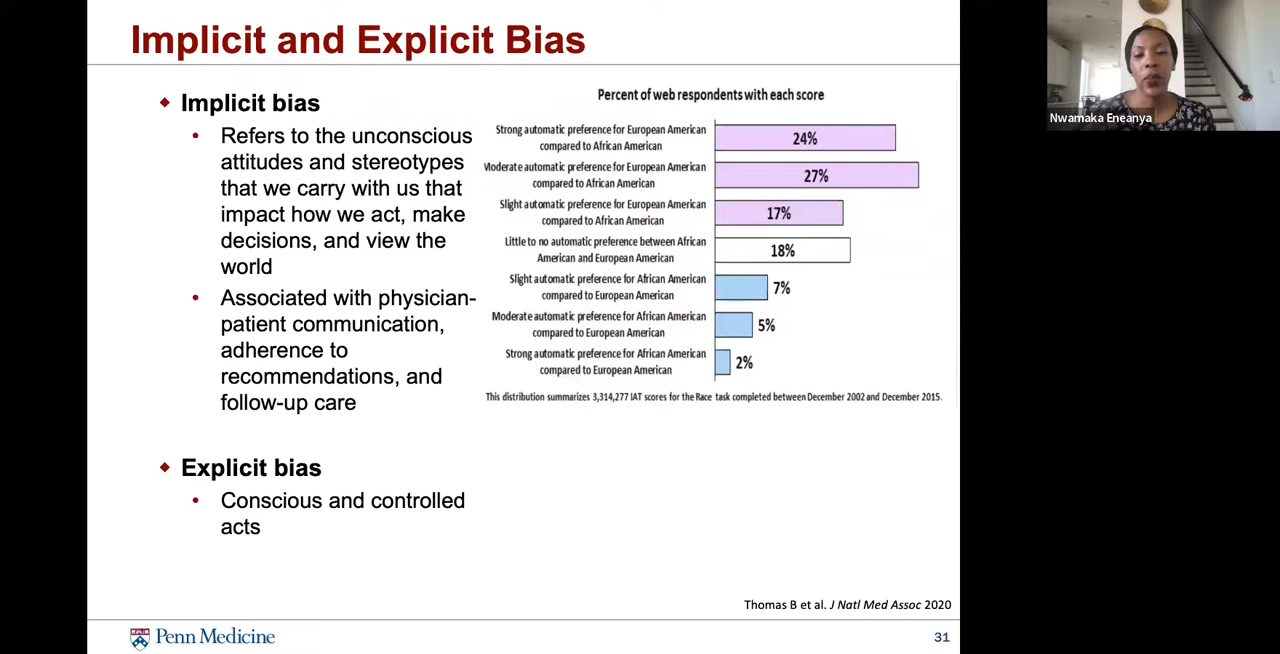 Implicit and Explicit Bias
Nwamaka Eneanya
Implicit bias
Refers to the unconscious
attitudes and stereotypes
that we carry with us that
impact how we act, make
decisions, and view the
world
Associated with physician-
patient communication,
adherence to
recommendations, and
follow-up care
Explicit bias
Conscious and controlled
acts
Percent of web respondents with each score
Strong automatic preference for European American
compared to African American
24%
Moderate automatic preference for European American
compared to African American
27%
Slight automatic preference for European American
compared to African American
17%
Little to no automatic preference between African
American and European American
18%
Slight automatic preference for African American
compared to European American
7%
Moderate automatic preference for African American
compared to European American
5%
Strong automatic preference for African American
compared to European American
2%
This distribution summarizes 3,314,277 IAT scores for the Race task completed between December 2002 and December 2015.
Thomas B et al. J Natl Med Assoc 2020
Penn Medicine
31